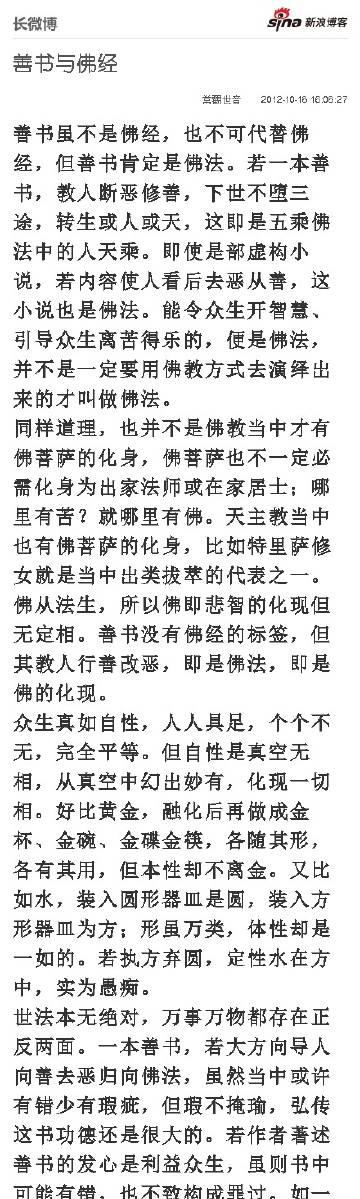 长微博
sina 新浪博客
善书与佛经
2012-10-16 16:06:27
善书虽不是佛经，也不可代替佛
经，但善书肯定是佛法。若一本善
书，教人断恶修善，下世不堕三
途，转生或人或天，这即是五乘佛
法中的人天乘。即使是部虚构小
说，若内容使人看后去恶从善，这
小说也是佛法。能令众生开智慧、
引导众生离苦得乐的，便是佛法，
并不是一定要用佛教方式去演绎出
来的才叫做佛法。
同样道理，也并不是佛教当中才有
佛菩萨的化身，佛菩萨也不一定必
需化身为出家法师或在家居士；哪
里有苦？就哪里有佛。天主教当中
也有佛菩萨的化身，比如特里萨修
女就是当中出类拔萃的代表之一。
佛从法生，所以佛即悲智的化现但
无定相。善书没有佛经的标签，但
其教人行善改恶，即是佛法，即是
佛的化现。
众生真如自性，人人具足，个个不
无，完全平等。但自性是真空无
相，从真空中幻出妙有，化现一切
相。好比黄金，融化后再做成金
杯、金碗、金碟金筷，各随其形，
各有其用，但本性却不离金。又比
如水，装入圆形器皿是圆，装入方
形器皿为方；形虽万类，体性却是
一如的。若执方弃圆，定性水在方
中，实为愚痴。
世法本无绝对，万事万物都存在正
反两面。一本善书，若大方向导人
向善去恶归向佛法，虽然当中或许
有错少有瑕疵，但瑕不掩瑜，弘传
这书功德还是很大的。若作者著述
善书的发心是利益众生，虽则书中
可能有错，也不致构成罪过。如一